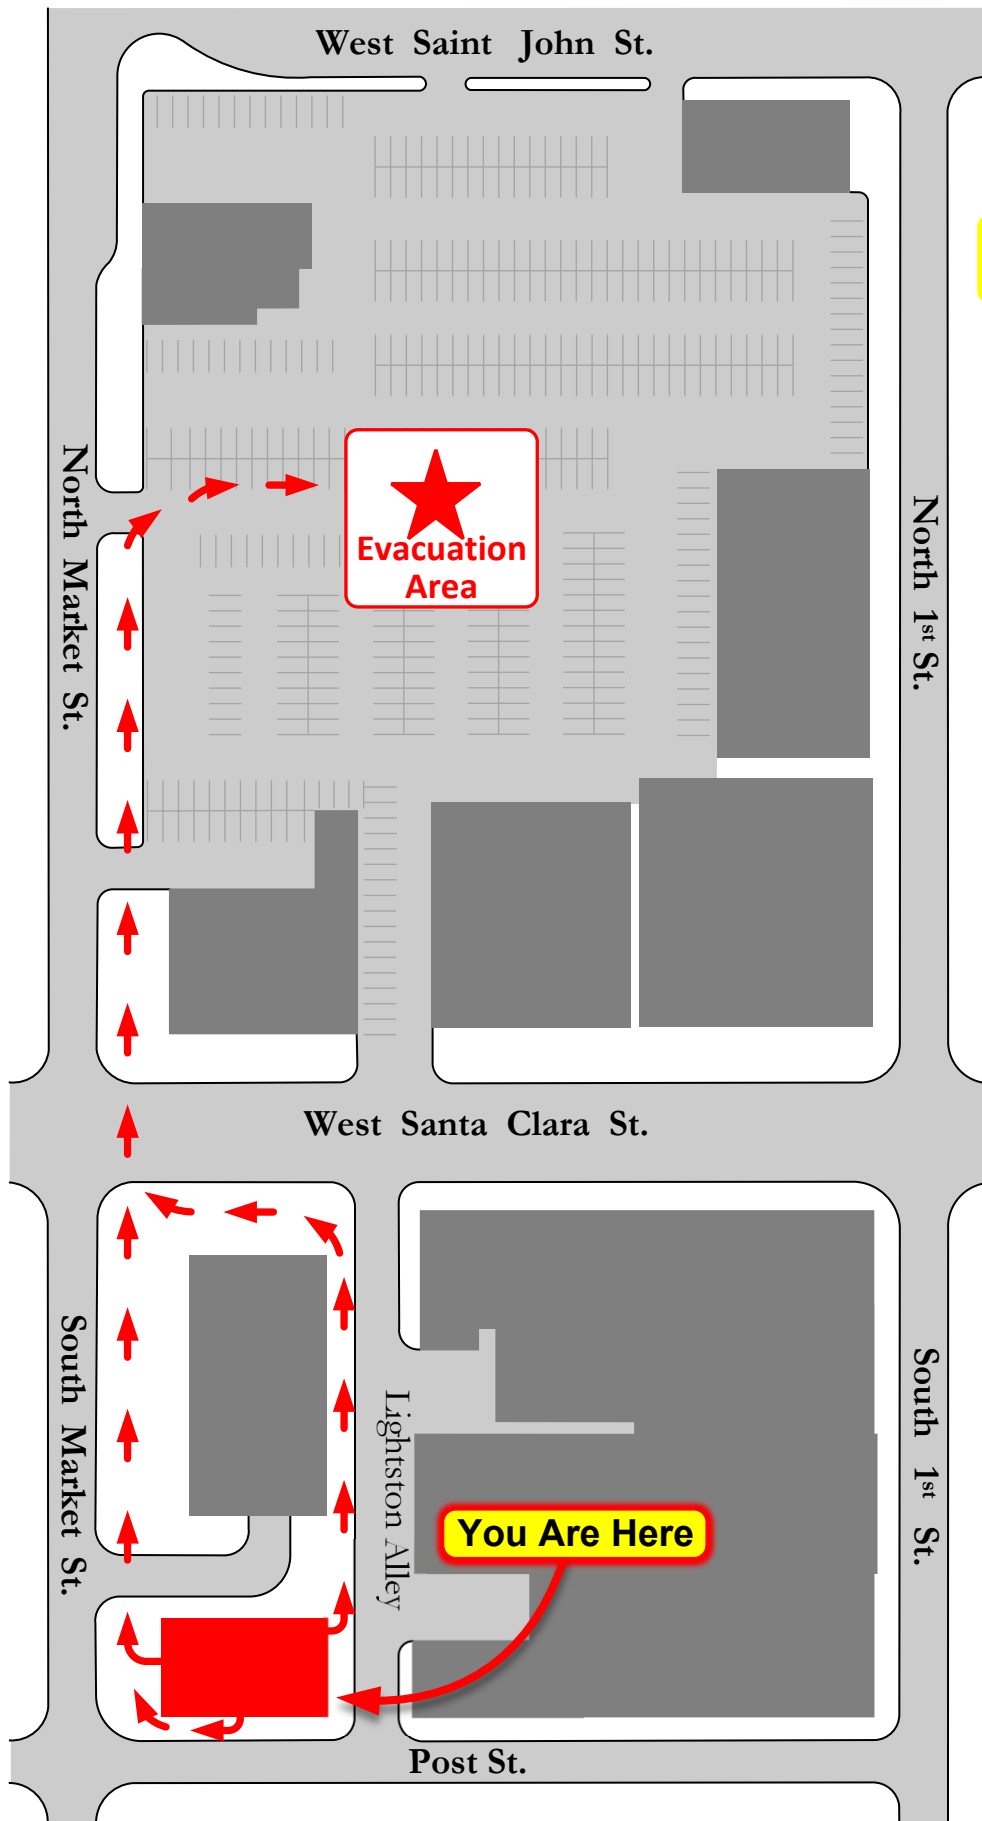 West Saint John St.
North Market St.
North 1st St.
Evacuation
Area
West Santa Clara St.
South Market St.
Lightston Alley
South 1st St.
You Are Here
Post St.